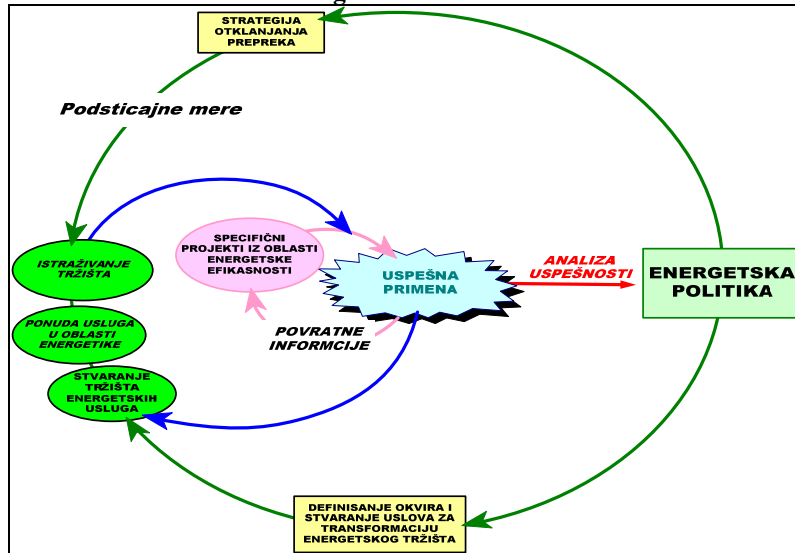 STRATEGIJA
OTKLANJANJA
PREPREKA
Podsticajne mere
SPECIFIČNI
PROJEKTI IZ OBLASTI
ENERGETSKE
EFIKASNOSTI
ISTRAŽIVANJE
TRŽIŠTA
USPEŠNA
PRIMENA
ANALIZA
USPEŠNOSTI
ENERGETSKA
POLITIKA
PONUDA USLUGA
U OBLASTI
ENERGETIKE
POVRATNE
INFORMCIJE
STVARANJE
TRŽIŠTA
ENERGETSKIH
USLUGA
DEFINISANJE OKVIRA I
STVARANJE USLOVA ZA
TRANSFORMACIJU
ENERGETSKOG TRŽIŠTA